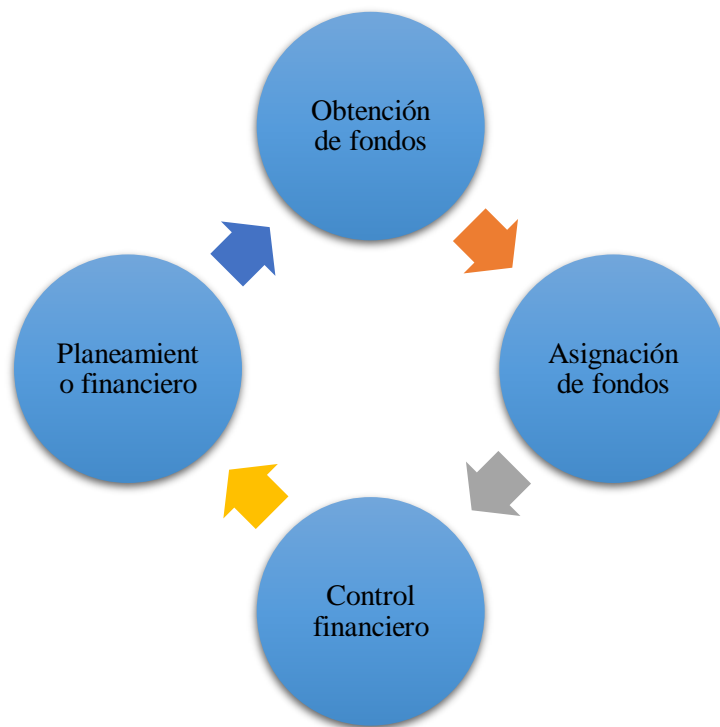 Obtención
de fondos
Planeamient
o financiero
Asignación
de fondos
Control
financiero